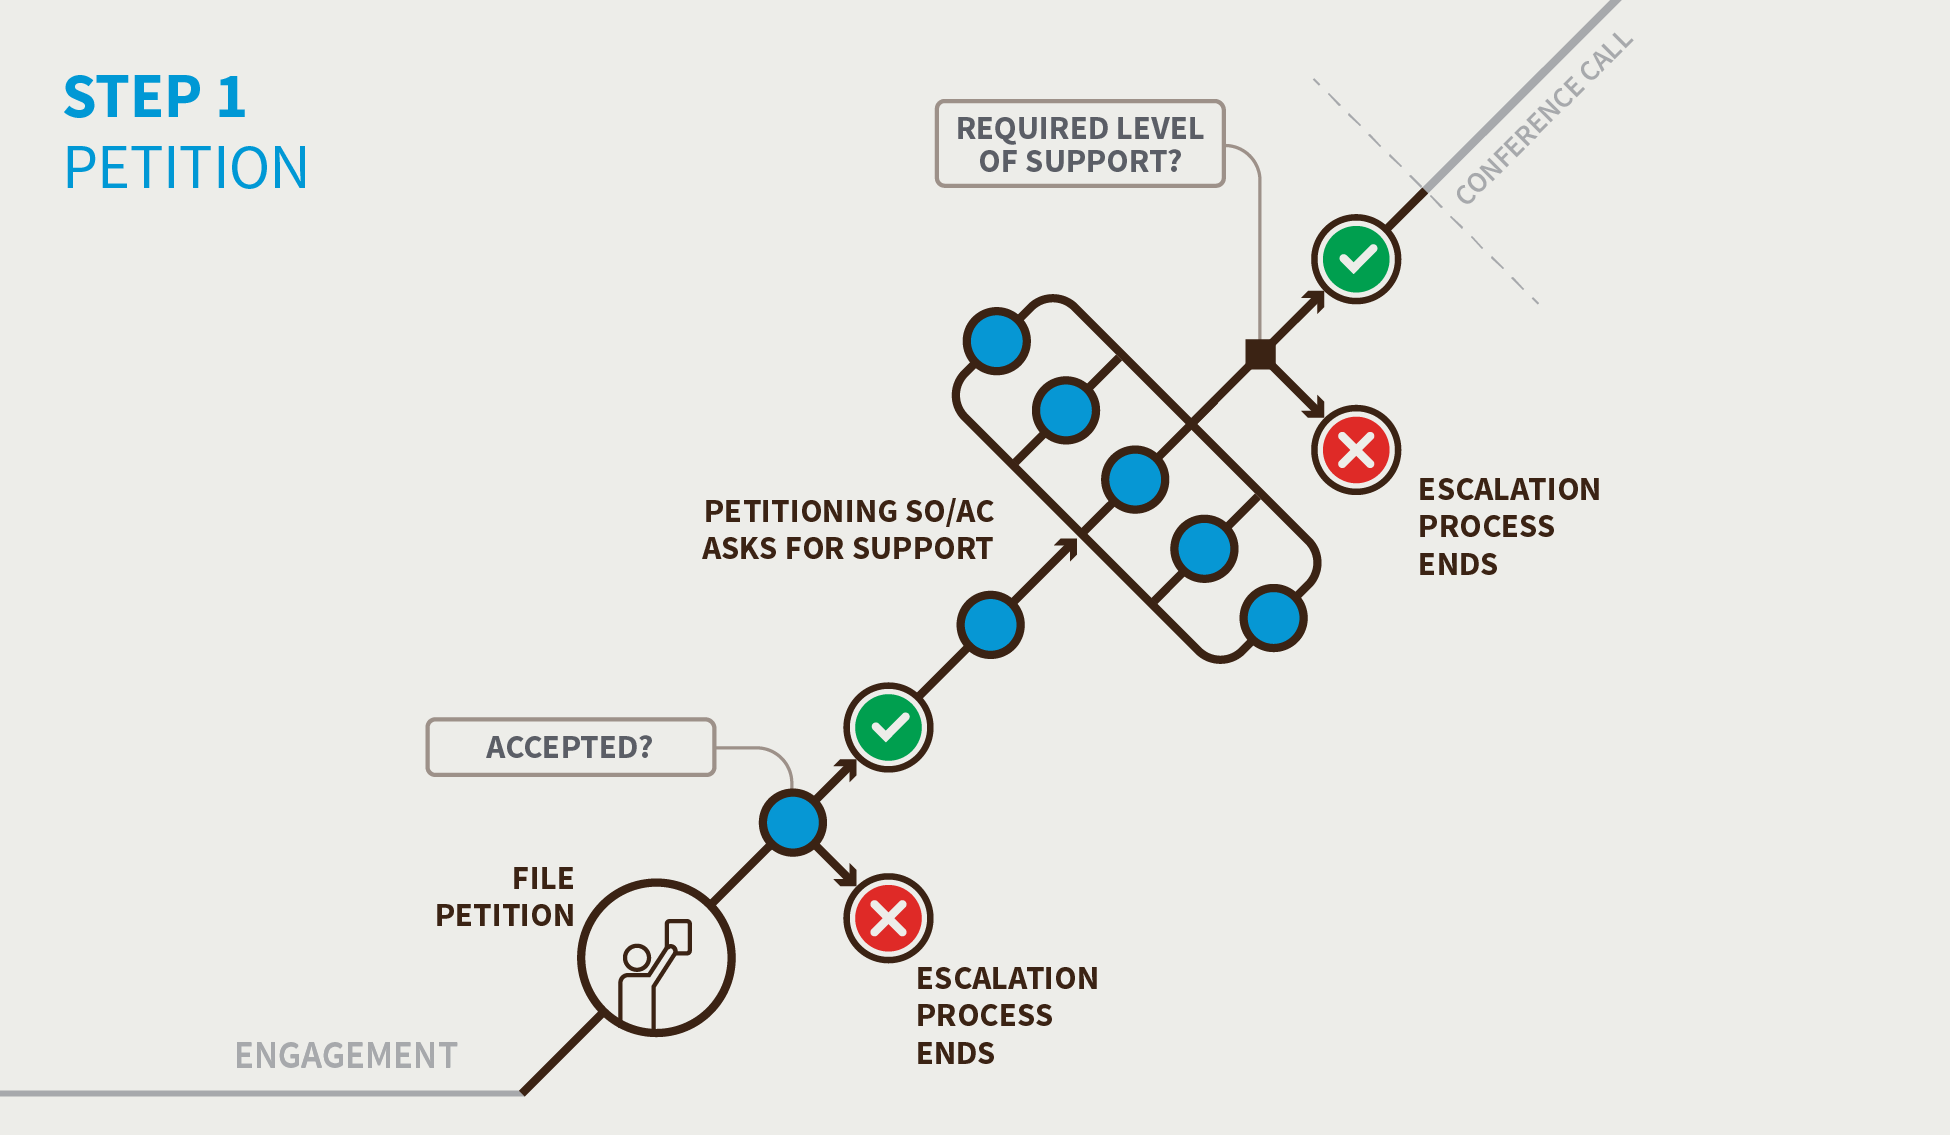 STEP 1
PETITION
REQUIRED LEVEL
OF SUPPORT?
CONFERENCE CALL
ESCALATION
PROCESS
ENDS
PETITIONING SO/AC
ASKS FOR SUPPORT
ACCEPTED?
FILE
PETITION
ESCALATION
PROCESS
ENDS
ENGAGEMENT